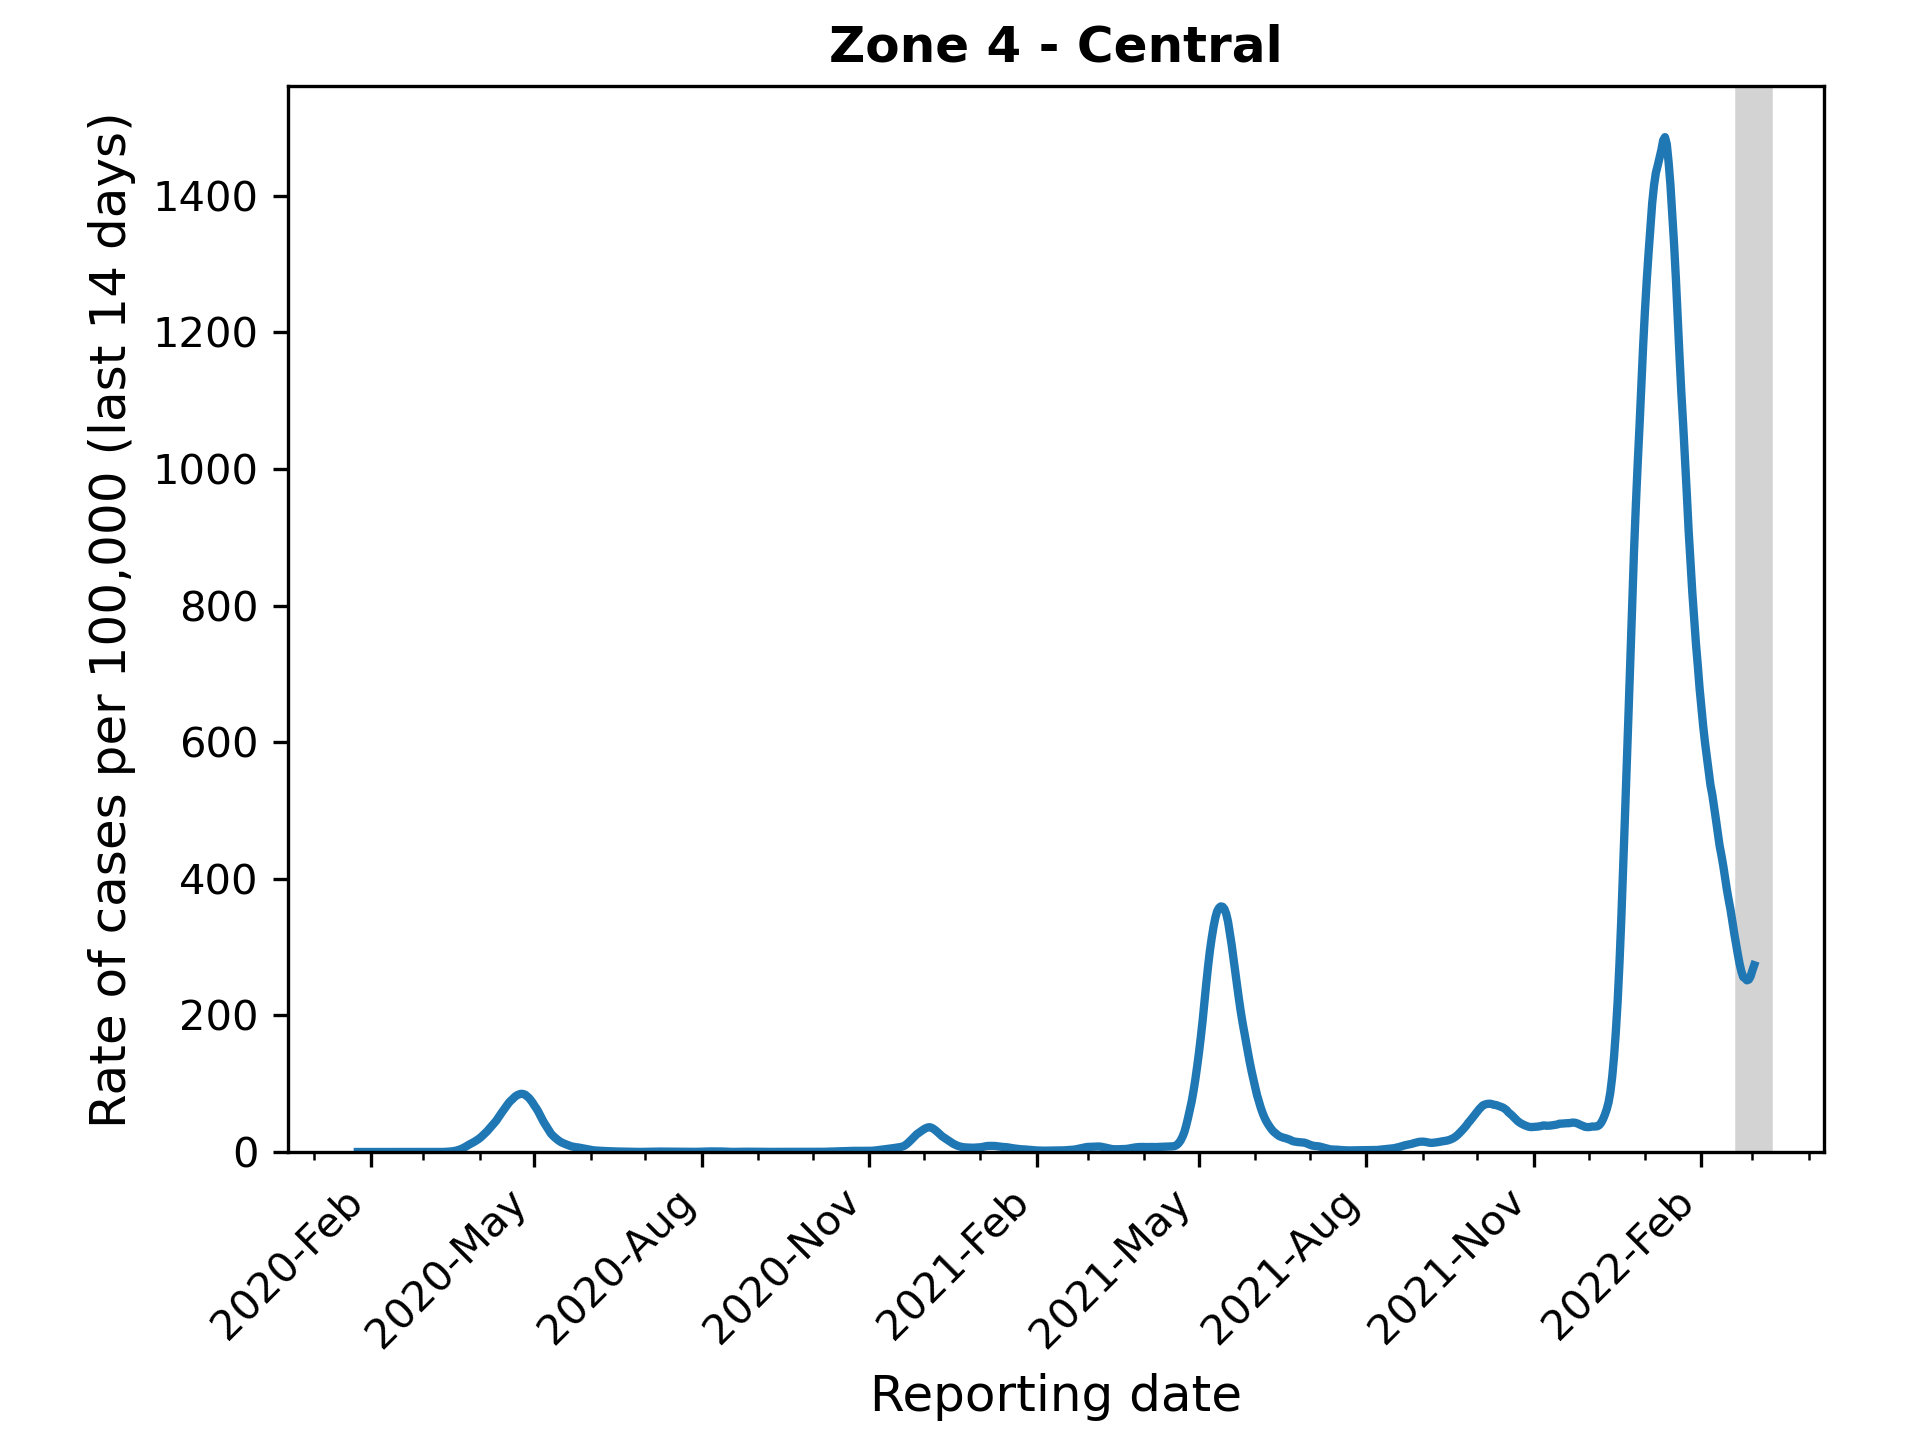 Zone 4 - Central
Rate of cases per 100,000 (last 14 days)
1400
1200
1000
800
600
400
200
0
2020-Feb
2020-May
2020-Aug
2020-Nov
2021-Feb
2021-May
2021-Aug
2021-Nov
2022-Feb
Reporting date